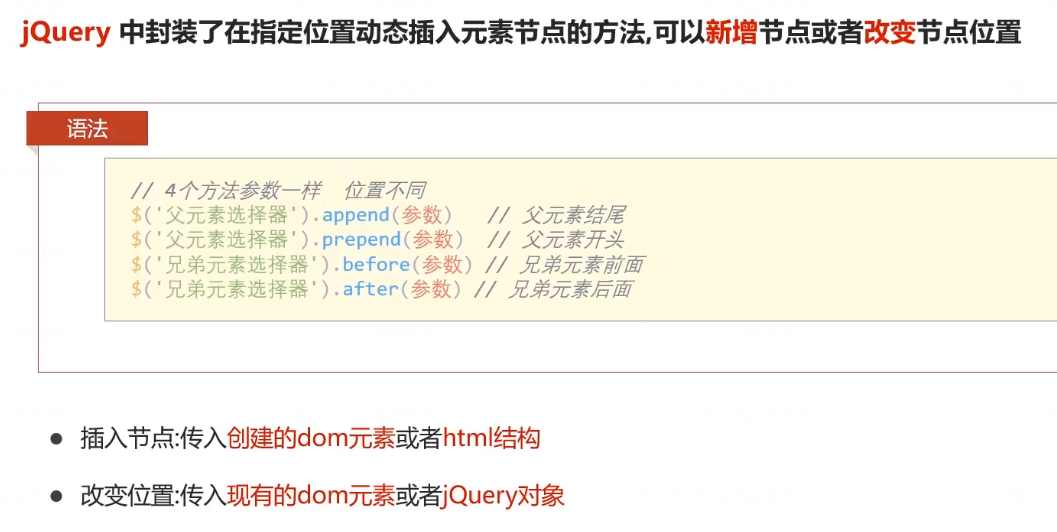 jQuery 中封装了在指定位置动态插入元素节点的方法,可以新增节点或者改变节点位置
语法
// 4个方法参数一样  位置不同
$('父元素选择器').append(参数)   // 父元素结尾
$('父元素选择器').prepend(参数)  // 父元素开头
$('兄弟元素选择器').before(参数) // 兄弟元素前面
$('兄弟元素选择器').after(参数) // 兄弟元素后面
● 插入节点:传入创建的dom元素或者html结构
● 改变位置:传入现有的dom元素或者jQuery对象